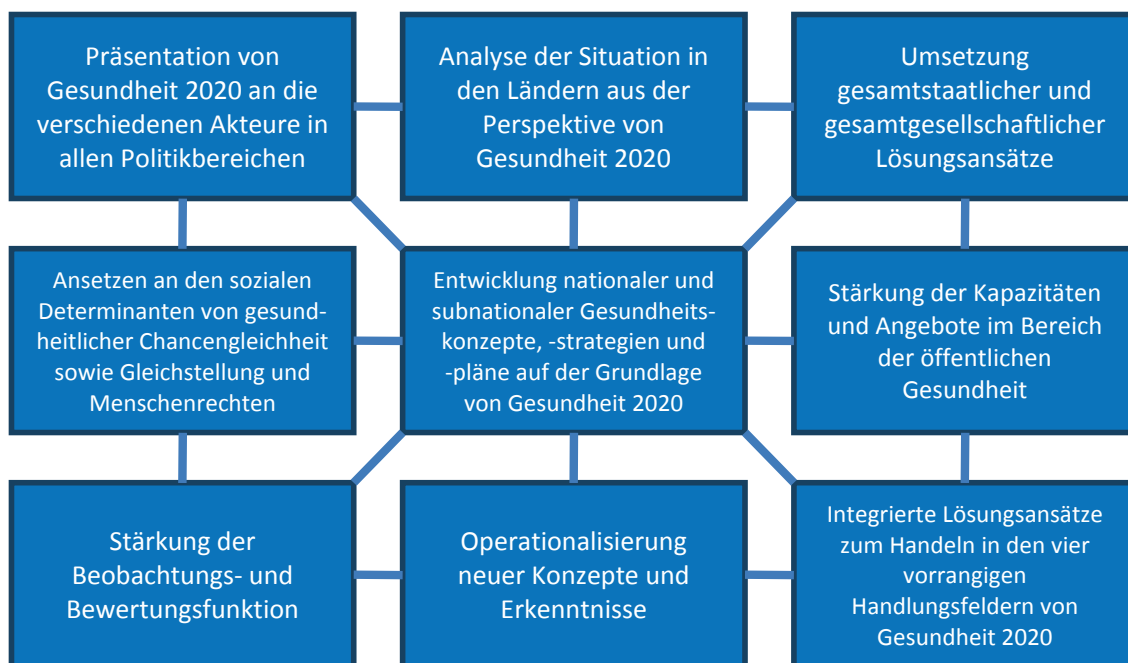 Präsentation von
Gesundheit 2020 an die
verschiedenen Akteure in
allen Politikbereichen
Analyse der Situation in
den Ländern aus der
Perspektive von
Gesundheit 2020
Umsetzung
gesamtstaatlicher und
gesamtgesellschaftlicher
Lösungsansätze
Ansetzen an den sozialen
Determinanten von gesund-
heitlicher Chancengleichheit
sowie Gleichstellung und
Menschenrechten
Entwicklung nationaler und
subnationaler Gesundheits-
konzepte, -strategien und
-pläne auf der Grundlage
von Gesundheit 2020
Stärkung der Kapazitäten
und Angebote im Bereich
der öffentlichen
Gesundheit
Stärkung der
Beobachtungs- und
Bewertungsfunktion
Operationalisierung
neuer Konzepte und
Erkenntnisse
Integrierte Lösungsansätze
zum Handeln in den vier
vorrangigen
Handlungsfeldern von
Gesundheit 2020